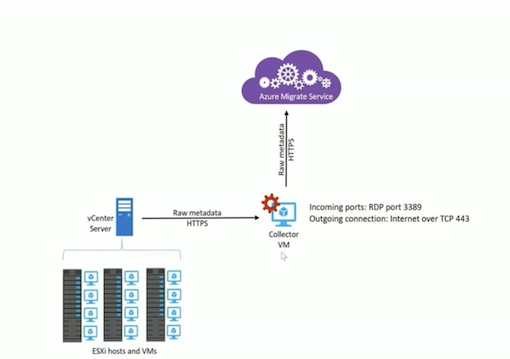 Azure Migrate Service
Raw metadata
HTTPS
Incoming ports: RDP port 3389
Outgoing connection: Internet over TCP 443
vCenter
Server
Raw metadata
HTTPS
Collector
VM
ESXi hosts and VMs